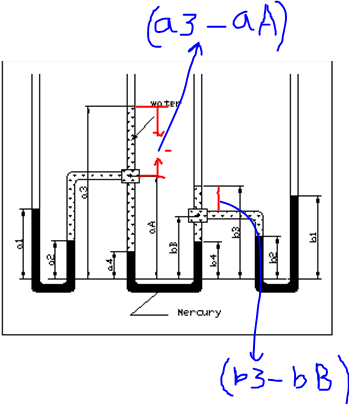 (a3-aA)
water
a3
aA
a1
a2
a4
bB
b4
b3
b2
b1
Mercury
(b3-bB)